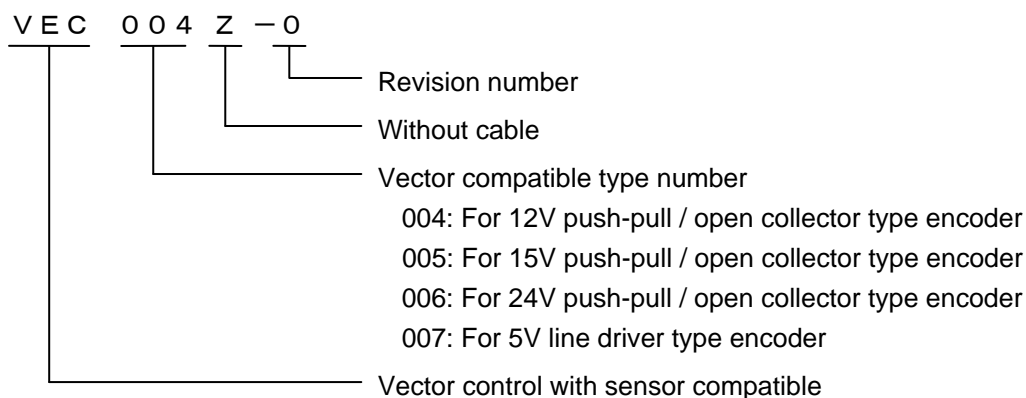 VEC 004Z-0
Revision number
Without cable
Vector compatible type number
004: For 12V push-pull / open collector type encoder
005: For 15V push-pull / open collector type encoder
006: For 24V push-pull / open collector type encoder
007: For 5V line driver type encoder
Vector control with sensor compatible